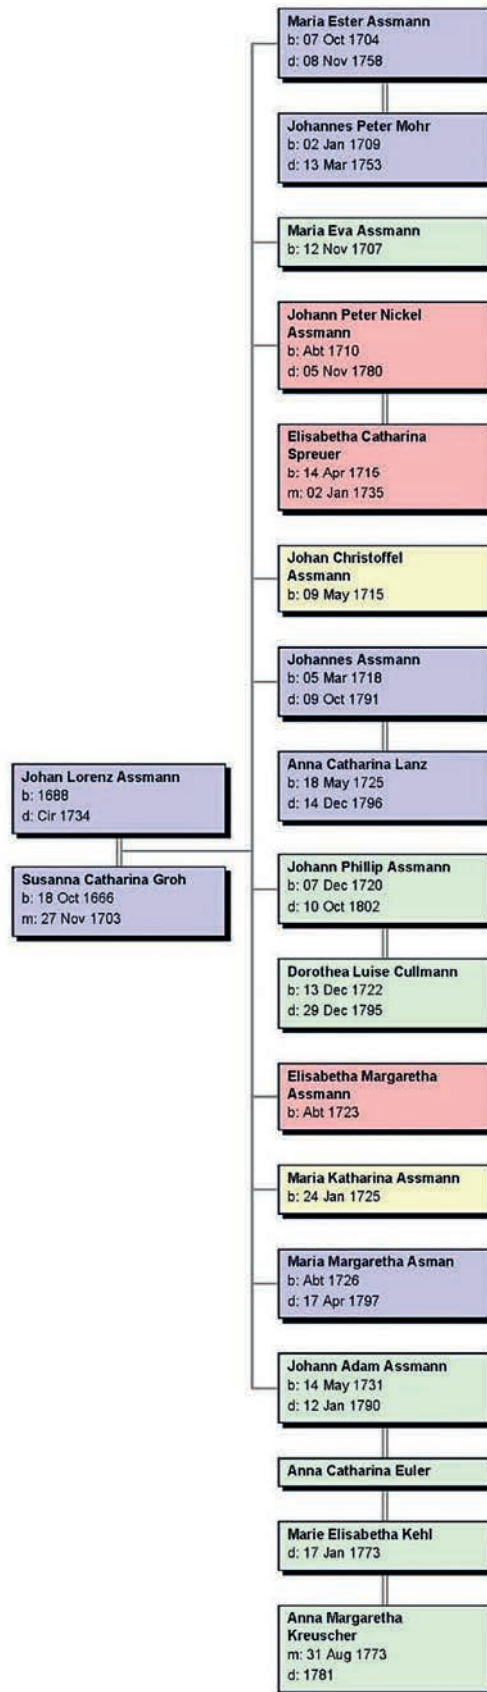 Maria Ester Assmann
b: 07 Oct 1704
d: 08 Nov 1758
Johannes Peter Mohr
b: 02 Jan 1709
d: 13 Mar 1753
Maria Eva Assmann
b: 12 Nov 1707
Johann Peter Nickel
Assmann
b: Abt 1710
d: 05 Nov 1780
Elisabetha Catharina
Spreuer
b: 14 Apr 1715
m: 02 Jan 1735
Johan Christoffel
Assmann
b: 09 May 1715
Johannes Assmann
b: 05 Mar 1718
d: 09 Oct 1791
Anna Catharina Lanz
b: 18 May 1725
d: 14 Dec 1796
Johan Lorenz Assmann
b: 1688
d: Cir 1734
Susanna Catharina Groh
b: 18 Oct 1666
m: 27 Nov 1703
Johann Phillip Assmann
b: 07 Dec 1720
d: 10 Oct 1802
Dorothea Luise Cullmann
b: 13 Dec 1722
d: 29 Dec 1795
Elisabetha Margaretha
Assmann
b: Abt 1723
Maria Katharina Assmann
b: 24 Jan 1725
Maria Margaretha Asman
b: Abt 1726
d: 17 Apr 1797
Johann Adam Assmann
b: 14 May 1731
d: 12 Jan 1790
Anna Catharina Euler
Marie Elisabetha Kehl
d: 17 Jan 1773
Anna Margaretha
Kreuscher
m: 31 Aug 1773
d: 1781